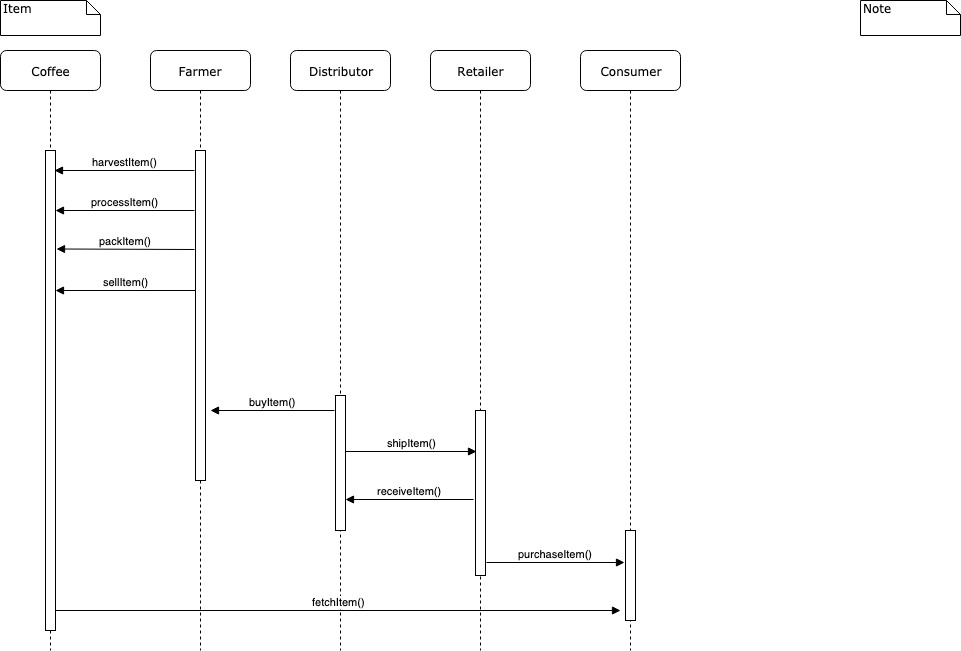 Item
Note
Coffee
Farmer
Distributor
Retailer
Consumer
harvestItem()
processItem()
packItem()
sellItem()
buyItem()
shipItem()
receiveItem()
purchaseItem()
fetchItem()